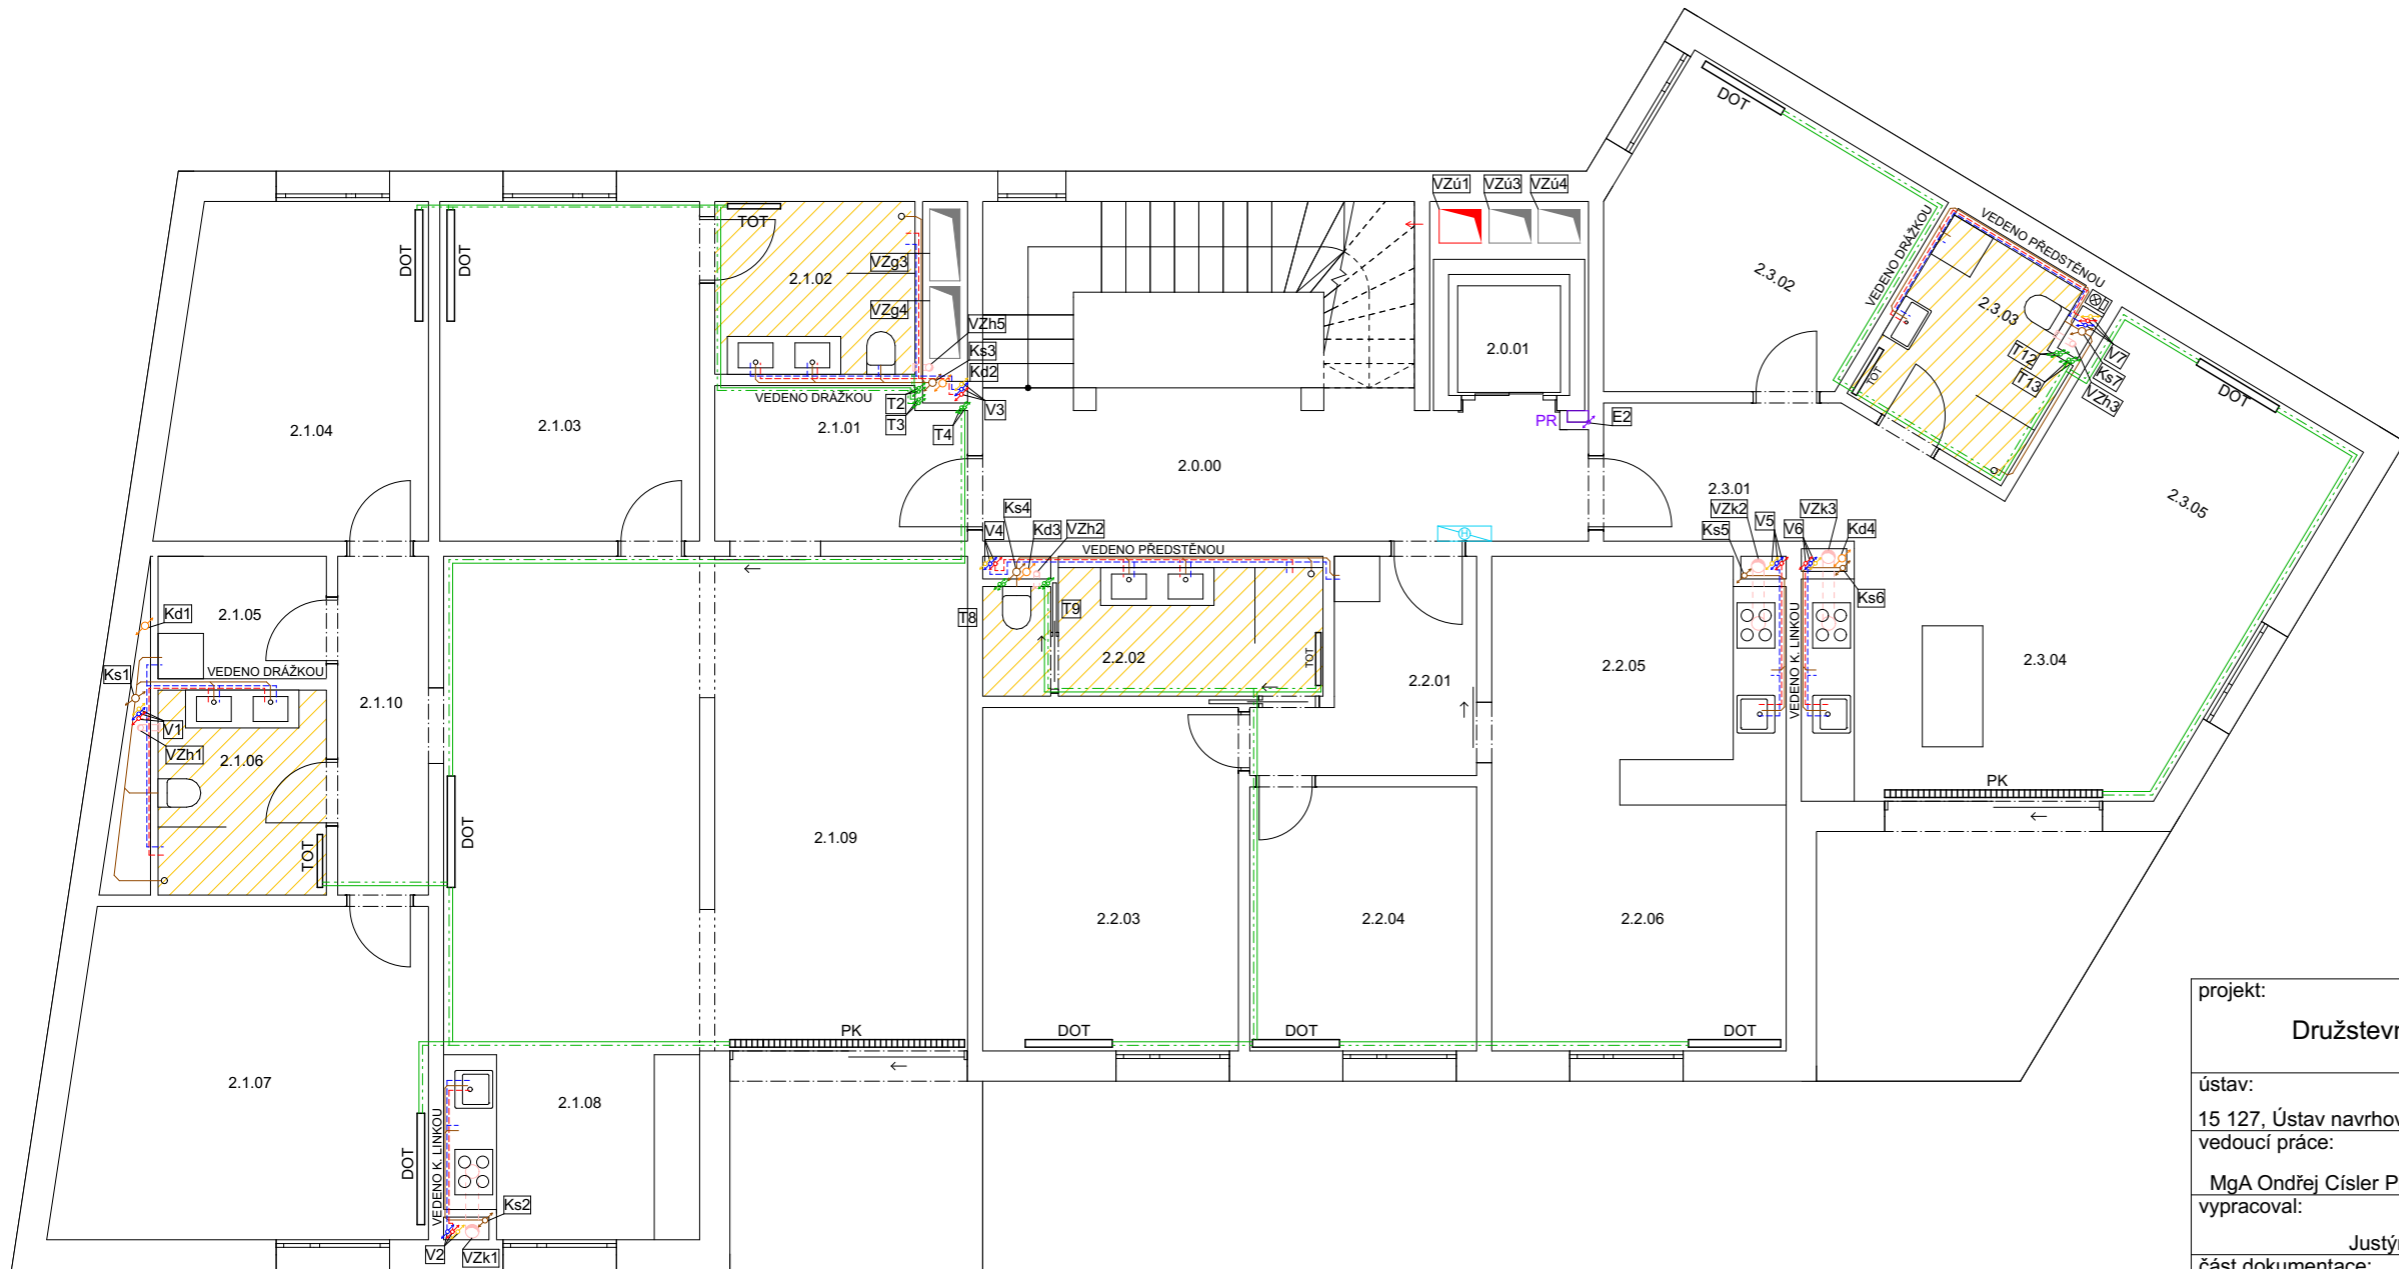 DOT
VZú1
VZú3
VZú4
DOT
DOT
TOT
VEDENO DRÁŽKOU
VEDENO PŘEDSTĚNOU
VZg3
2.1.02
2.3.02
2.3.03
VZg4
VZh5
Ks3
Kd2
2.0.01
T12
T13
V7
Ks7
VZh3
TOT
DOT
VEDENO DRÁŽKOU
T2
T3
T4
V3
2.1.04
2.1.03
2.1.01
PR
E2
2.0.00
2.3.01
2.3.05
Ks4
V4
Kd3
VZh2
VZk2
V5
VZk3
V6
Kd4
Ks5
VEDENO PŘEDSTĚNOU
Ks6
Kd1
2.1.05
T8
T9
VEDENO K. LINKOU
Ks1
VEDENO DRÁŽKOU
2.2.02
TOT
2.2.05
2.3.04
2.1.10
2.2.01
V1
VZh1
2.1.06
PK
TOT
DOT
2.1.09
2.2.03
2.2.04
2.2.06
PK
DOT
DOT
DOT
2.1.07
2.1.08
VEDENO K. LINKOU
DOT
Ks2
V2
VZk1
projekt:
Družstevn
ústav:
15 127, Ústav navrhov
vedoucí práce:
MgA Ondřej Císler P
vypracoval:
Justýn
část dokumentace: